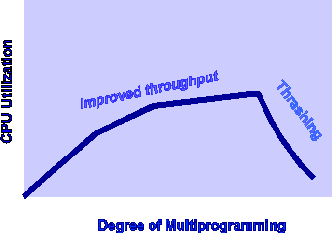 Improved throughput
Thrashing
CPU Utilization
Degree of Multiprogramming